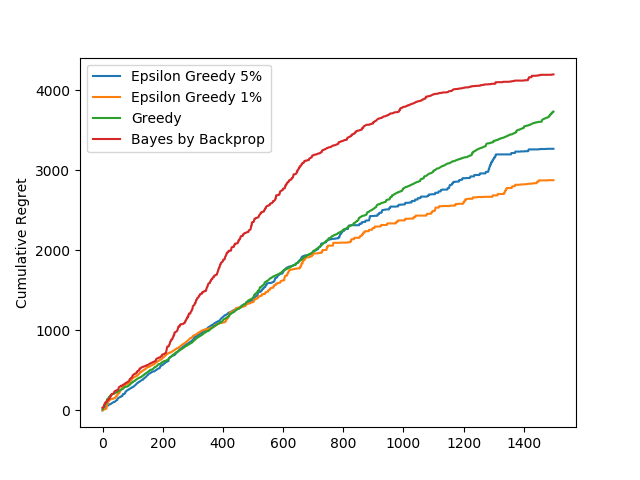 Epsilon Greedy 5%
Epsilon Greedy 1%
Greedy
Bayes by Backprop
Cumulative Regret
4000
3000
2000
1000
0
0 200 400 600 800 1000 1200 1400